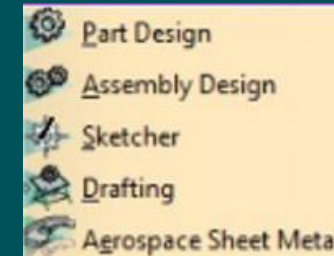 Part Design
Assembly Design
Sketcher
Drafting
Aerospace Sheet Meta